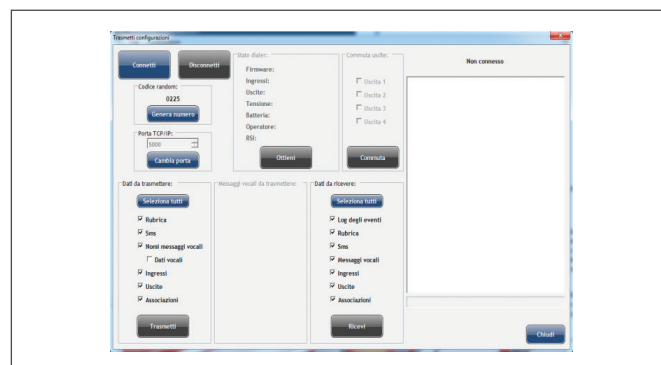 Trasmetti configurazioni
Connetti
Disconnetti
Codice random:
0225
Genera numero
Porta TCP/IP:
5000
Cambia porta
Stato dialer:
Firmware:
Ingressi:
Uscite:
Tensione:
Batteria:
Operatore:
RSI:
Ottieni
Commuta uscite:
Uscita 1
Uscita 2
Uscita 3
Uscita 4
Commuta
Non connesso
Dati da trasmettere:
Seleziona tutti
Rubrica
Sms
Nomi messaggi vocali
Dati vocali
Ingressi
Uscite
Associazioni
Trasmetti
Messaggi vocali da trasmettere:
Dati da ricevere:
Seleziona tutti
Log degli eventi
Rubrica
Sms
Messaggi vocali
Ingressi
Uscite
Associazioni
Ricevi
Chiudi